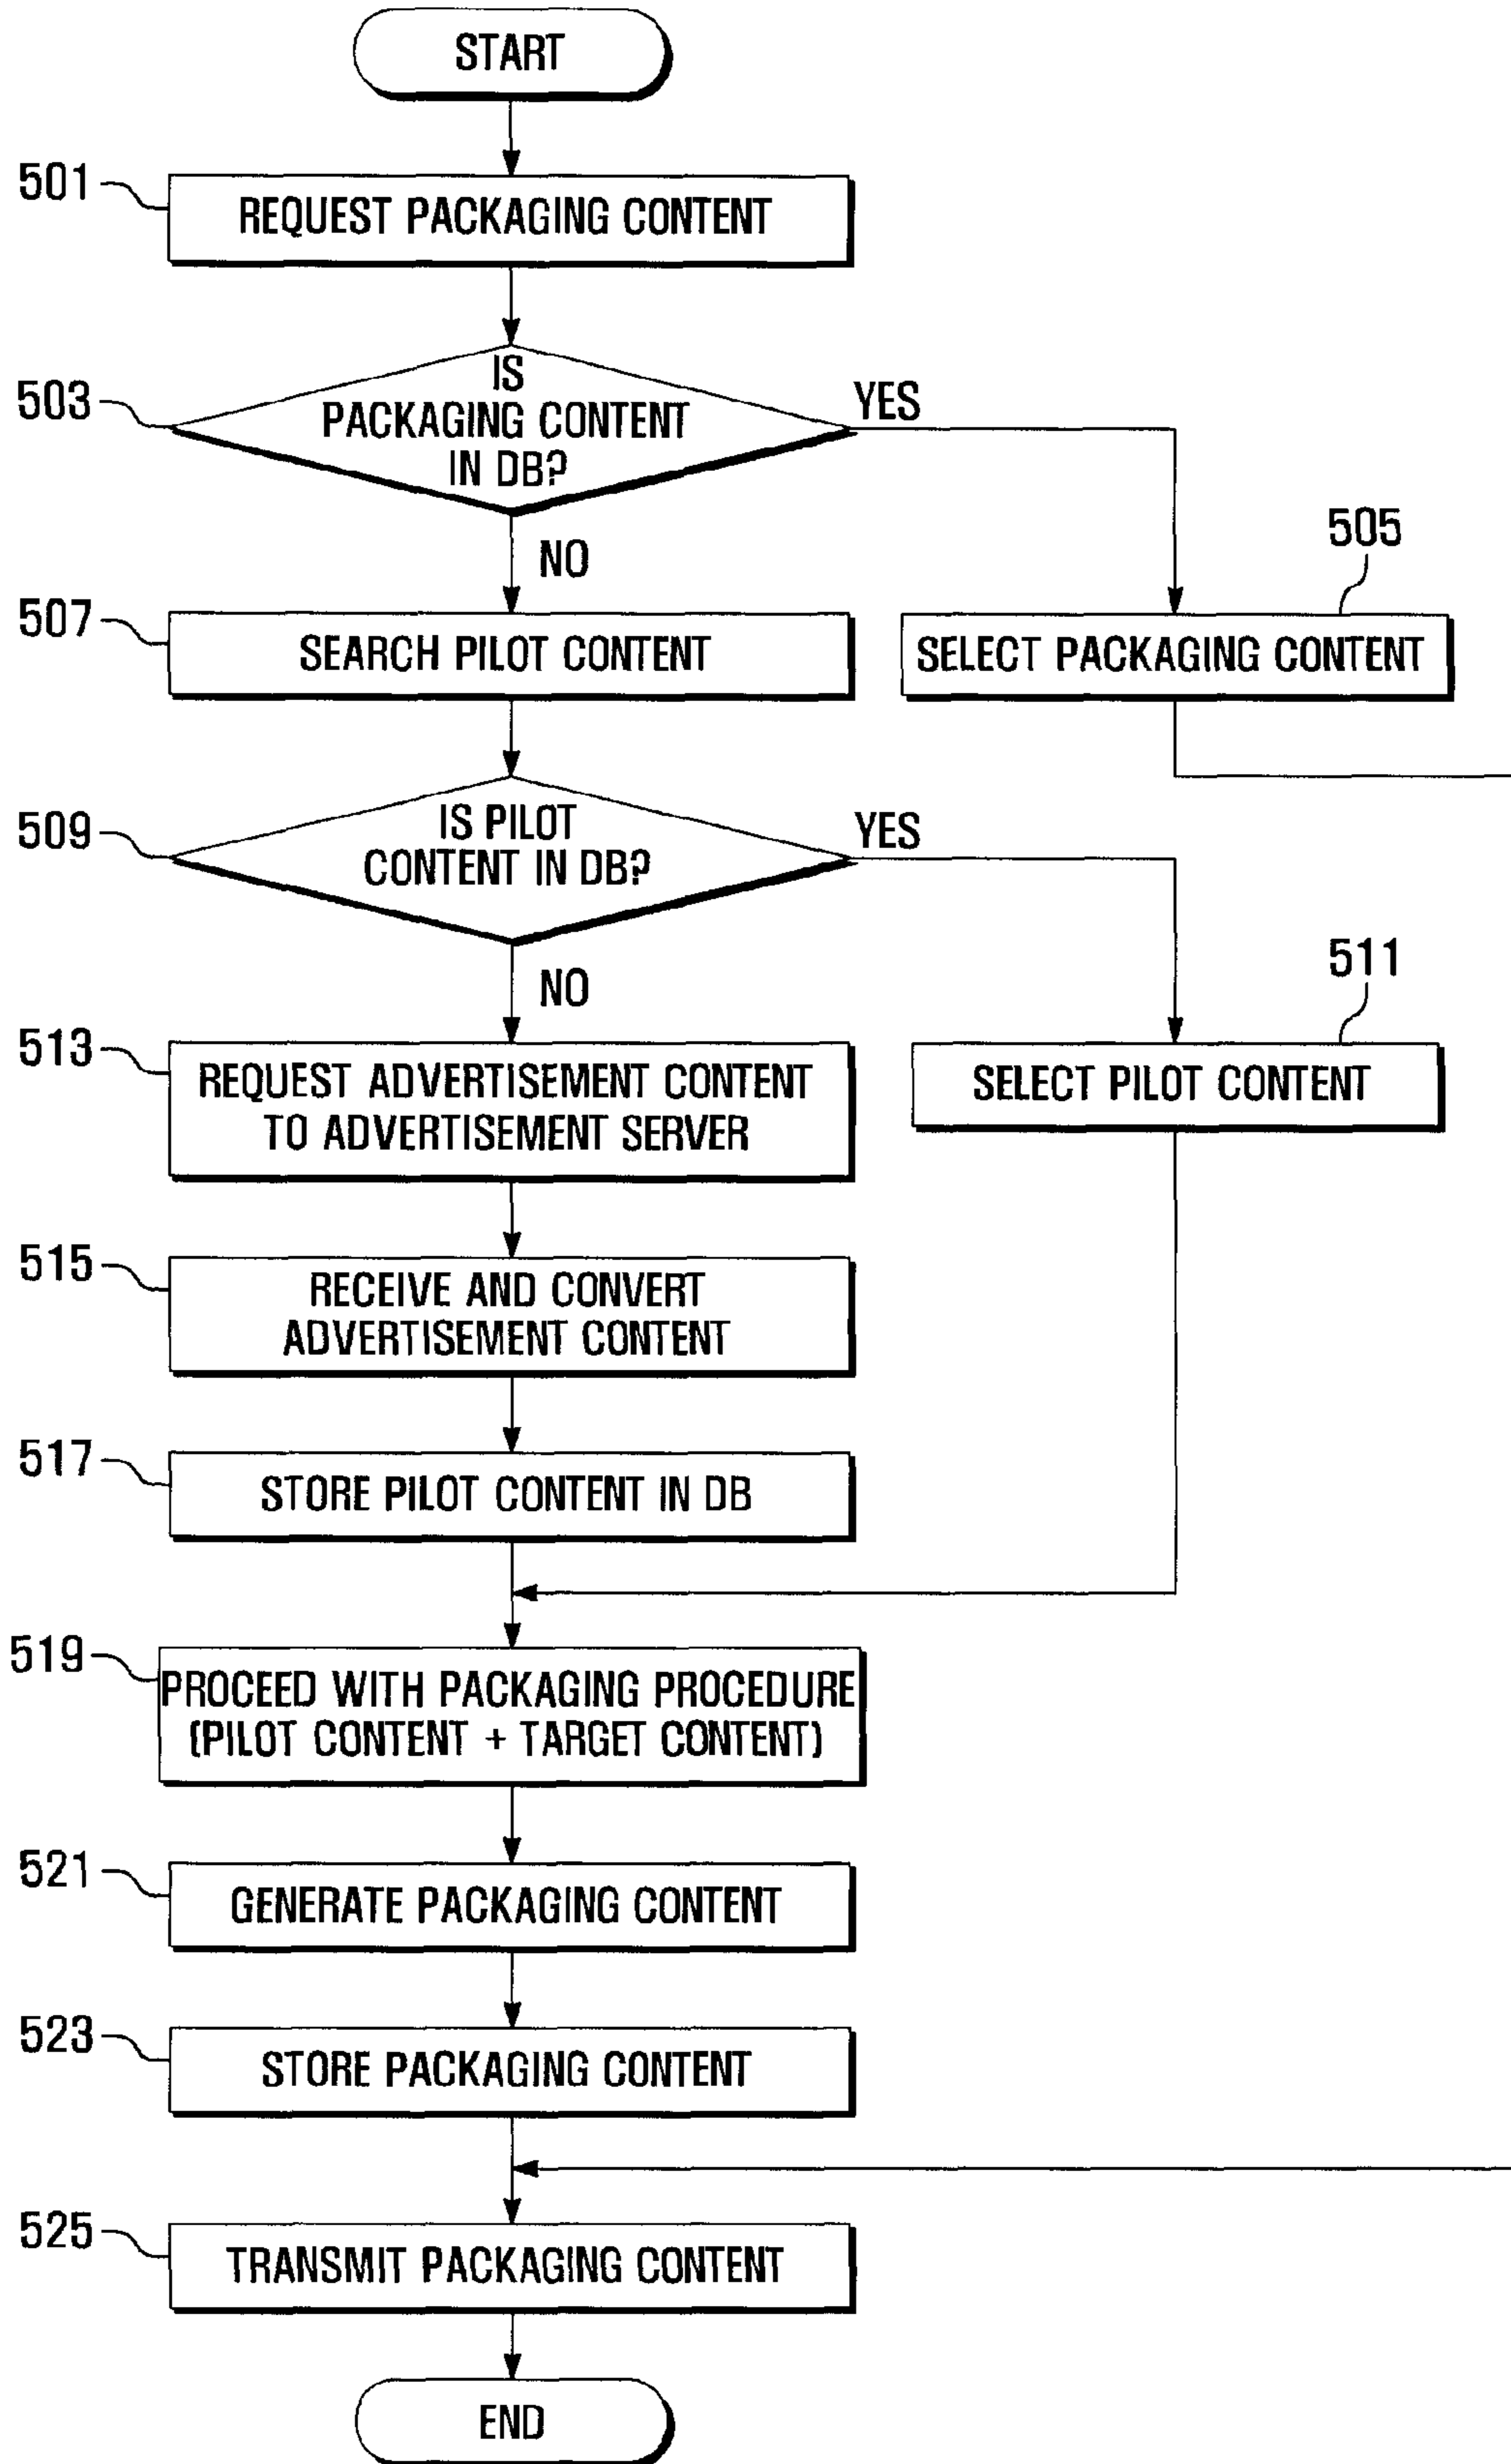 START
501
REQUEST PACKAGING CONTENT
503
IS
PACKAGING CONTENT
IN DB?
YES
NO
505
507
SEARCH PILOT CONTENT
SELECT PACKAGING CONTENT
509
IS PILOT
CONTENT IN DB?
YES
NO
511
513
REQUEST ADVERTISEMENT CONTENT
TO ADVERTISEMENT SERVER
SELECT PILOT CONTENT
515
RECEIVE AND CONVERT
ADVERTISEMENT CONTENT
517
STORE PILOT CONTENT IN DB
519
PROCEED WITH PACKAGING PROCEDURE
(PILOT CONTENT + TARGET CONTENT)
521
GENERATE PACKAGING CONTENT
523
STORE PACKAGING CONTENT
525
TRANSMIT PACKAGING CONTENT
END